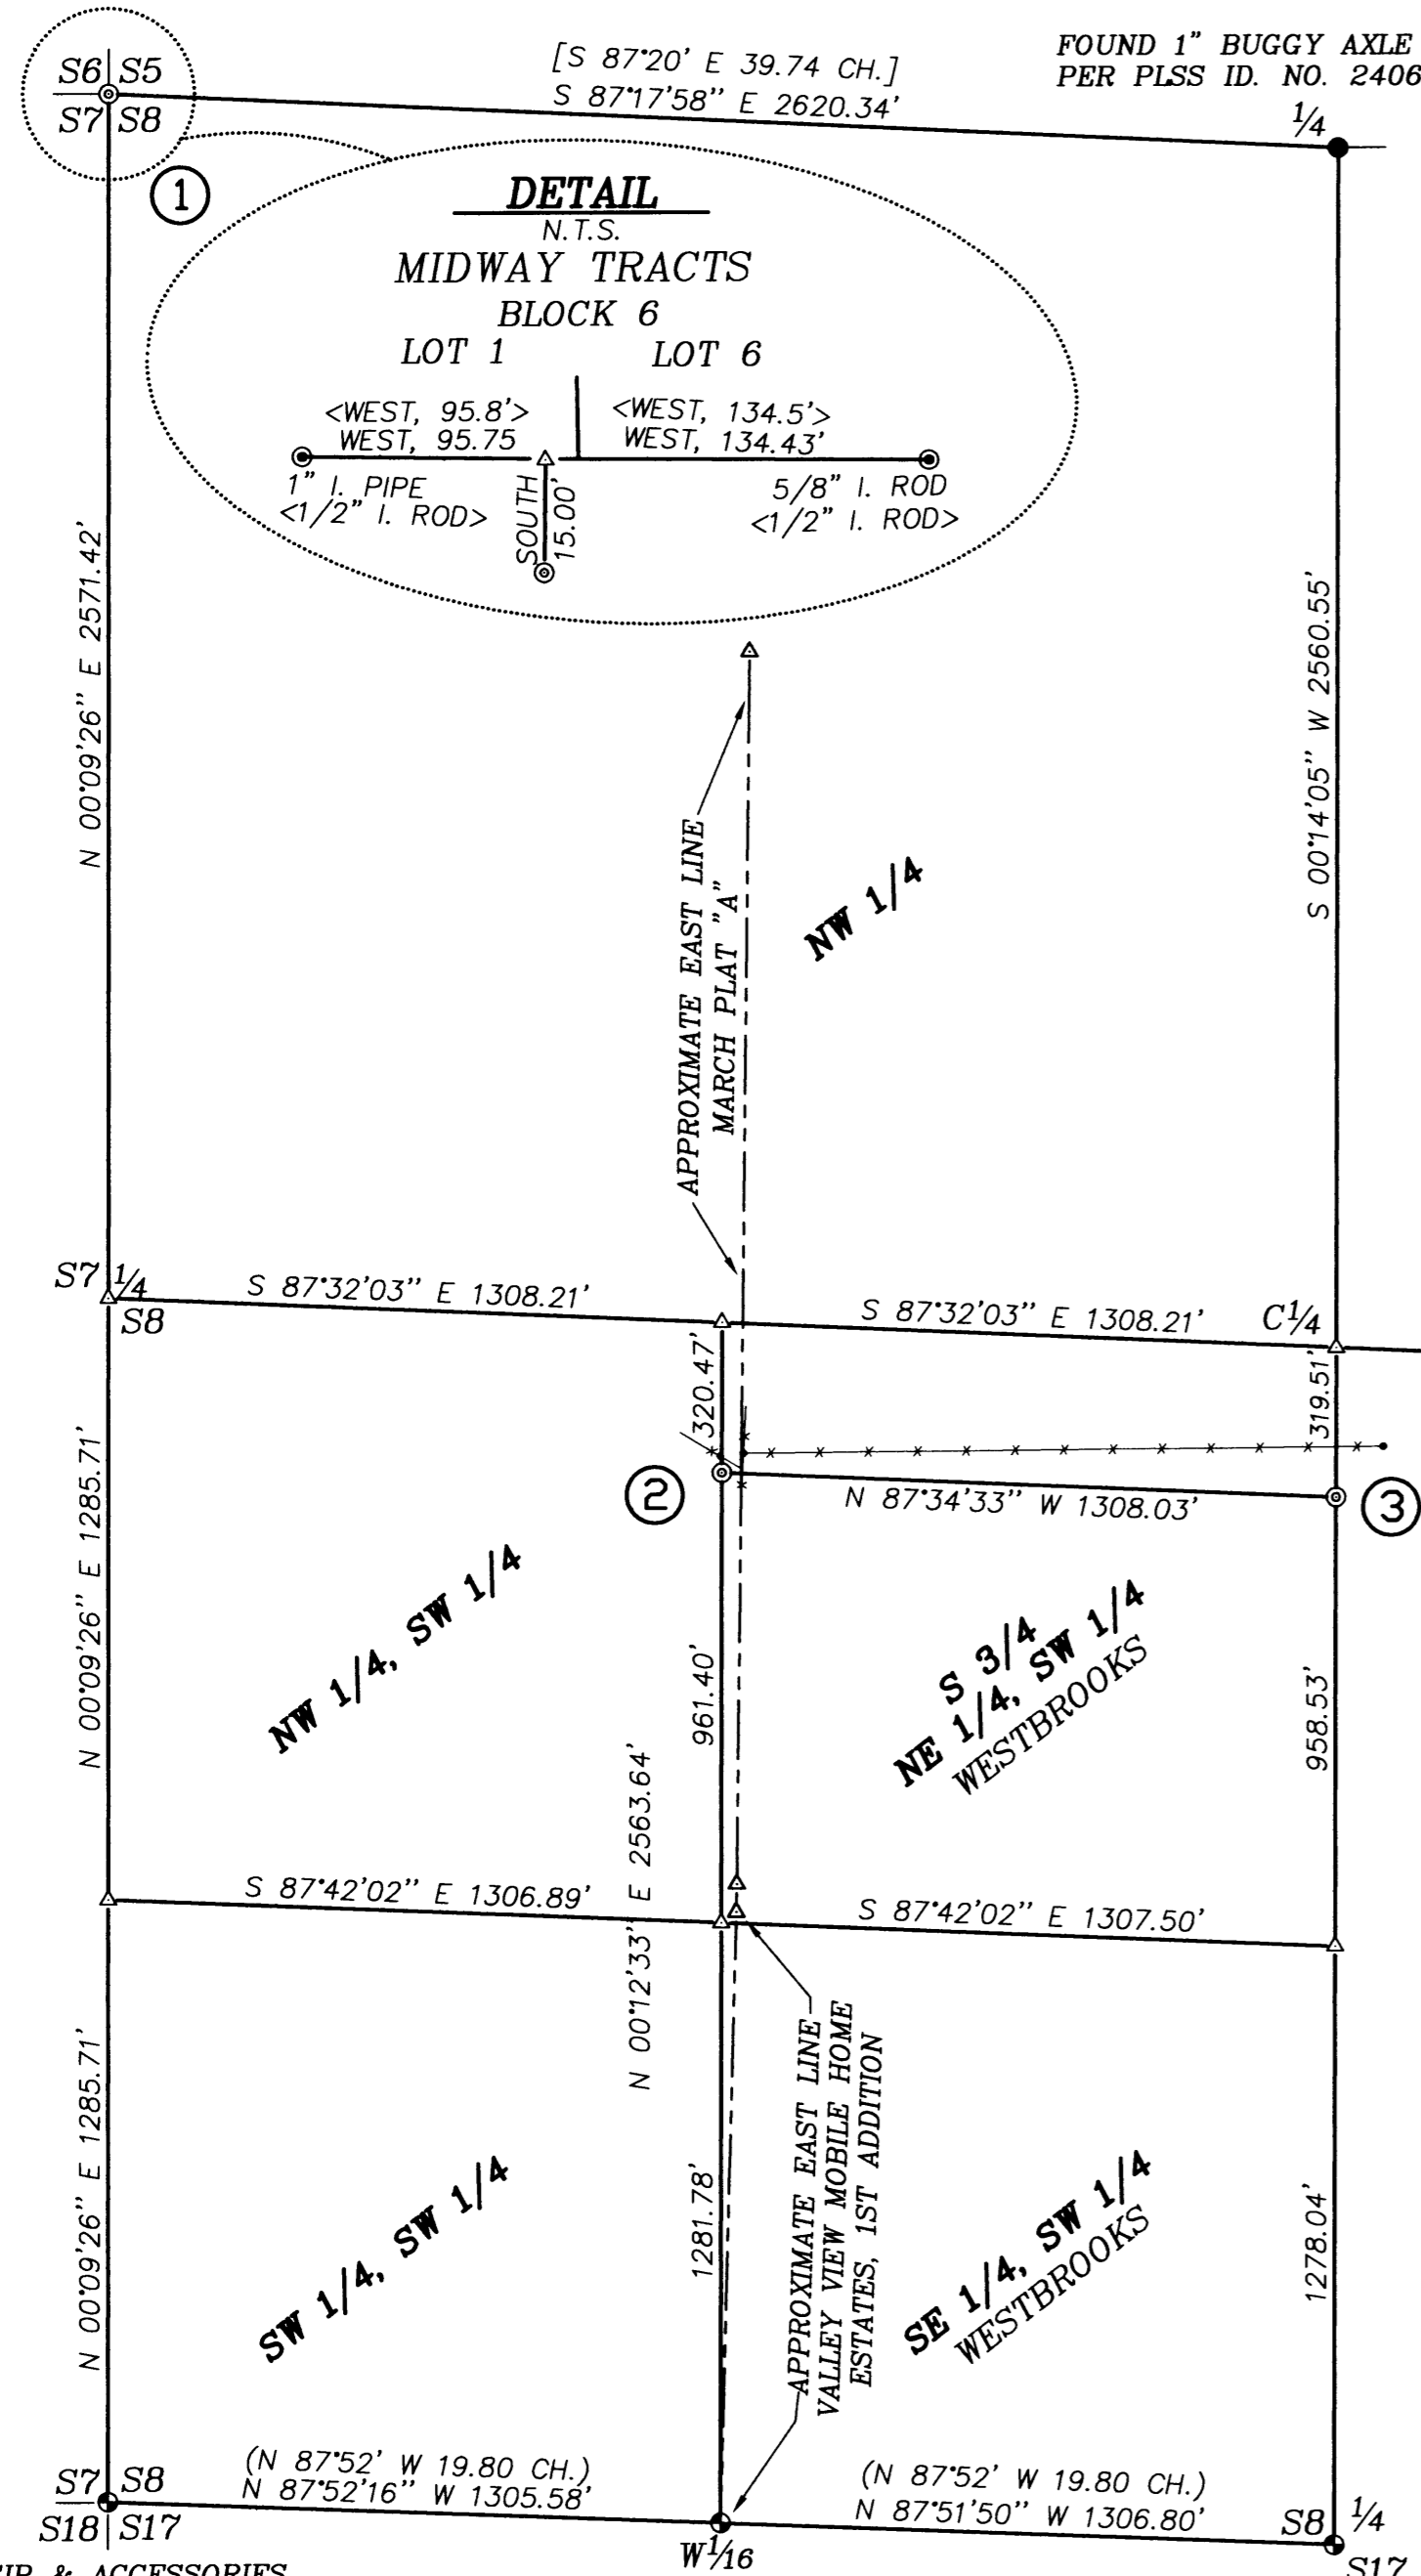 S6 S5
S7 S8
[S 87°20' E 39.74 CH.]
S 87°17'58" E 2620.34'
FOUND 1" BUGGY AXLE
PER PLSS ID. NO. 2406
1/4
1
DETAIL
N.T.S.
MIDWAY TRACTS
BLOCK 6
LOT 1 LOT 6
<WEST, 95.8'> <WEST, 134.5'>
WEST, 95.75 WEST, 134.43'
1" I. PIPE
<1/2" I. ROD>
5/8" I. ROD
<1/2" I. ROD>
SOUTH
15.00'
N 00°09'26" E 2571.42'
S 00°14'05" W 2560.55'
APPROXIMATE EAST LINE
MARCH PLAT "A"
NW 1/4
S7 1/4
S8
S 87°32'03" E 1308.21'
S 87°32'03" E 1308.21'
C1/4
320.47'
319.51'
2
N 87°34'33" W 1308.03'
3
N 00°09'26" E 1285.71'
NW 1/4, SW 1/4
961.40'
S 3/4
NE 1/4, SW 1/4
WESTBROOKS
958.53'
N 00°12'33" E 2563.64'
S 87°42'02" E 1306.89'
S 87°42'02" E 1307.50'
N 00°09'26" E 1285.71'
SW 1/4, SW 1/4
1281.78'
APPROXIMATE EAST LINE
VALLEY VIEW MOBILE HOME
ESTATES, 1ST ADDITION
SE 1/4, SW 1/4
WESTBROOKS
1278.04'
(N 87°52' W 19.80 CH.)
N 87°52'16" W 1305.58'
(N 87°52' W 19.80 CH.)
N 87°51'50" W 1306.80'
S7 S8
S18 S17
W1/16
S8 1/4
S17
& ACCESSORIES